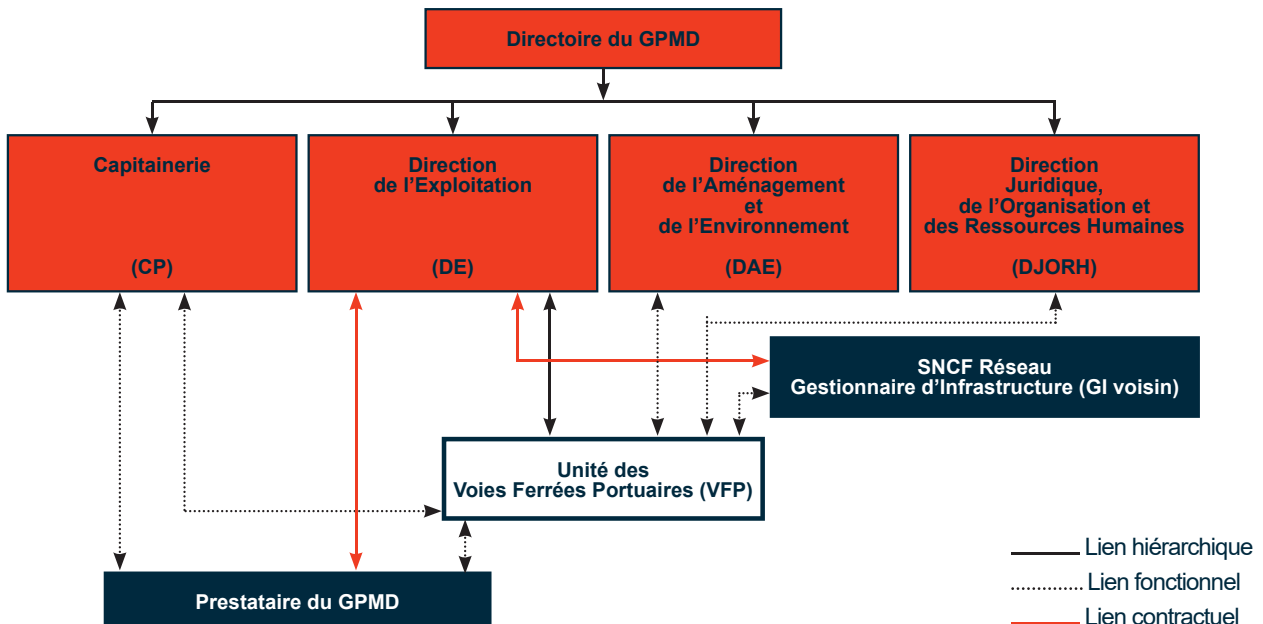 Directoire du GPMD
Capitainerie
(CP)
Direction
de l’Exploitation
(DE)
Direction
de l’Aménagement
et
de l’Environnement
(DAE)
Direction
Juridique,
de l’Organisation et
des Ressources Humaines
(DJORH)
SNCF Réseau
Gestionnaire d’Infrastructure (GI voisin)
Unité des
Voies Ferrées Portuaires (VFP)
Prestataire du GPMD
Lien hiérarchique
Lien fonctionnel
Lien contractuel